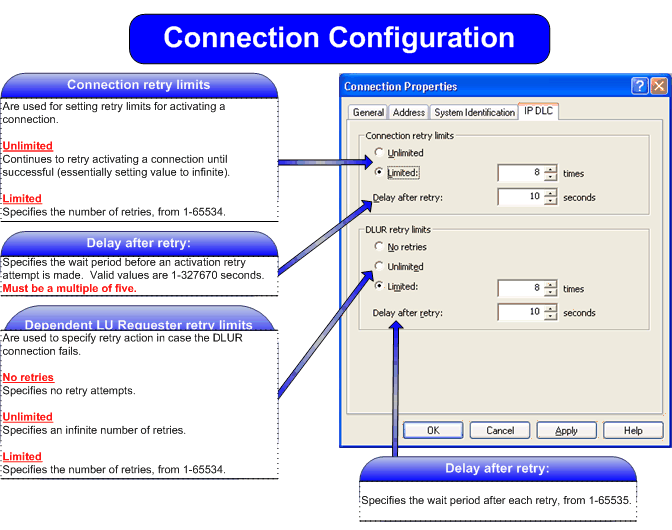 Connection Configuration
Connection retry limits
Are used for setting retry limits for activating a
connection.
Unlimited
Continues to retry activating a connection until
successful (essentially setting value to infinite).
Limited
Specifies the number of retries, from 1-65534.
Delay after retry:
Specifies the wait period before an activation retry
attempt is made.  Valid values are 1-327670 seconds.
Must be a multiple of five.
Dependent LU Requester retry limits
Are used to specify retry action in case the DLUR
connection fails.
No retries
Specifies no retry attempts.
Unlimited
Specifies an infinite number of retries.
Limited
Specifies the number of retries, from 1-65534.
Connection Properties
General Address System Identification IP DLC
Connection retry limits
Unlimited
Limited: 8 times
Delay after retry: 10 seconds
DLUR retry limits
No retries
Unlimited
Limited: 8 times
Delay after retry: 10 seconds
OK Cancel Apply Help
Delay after retry:
Specifies the wait period after each retry, from 1-65535.